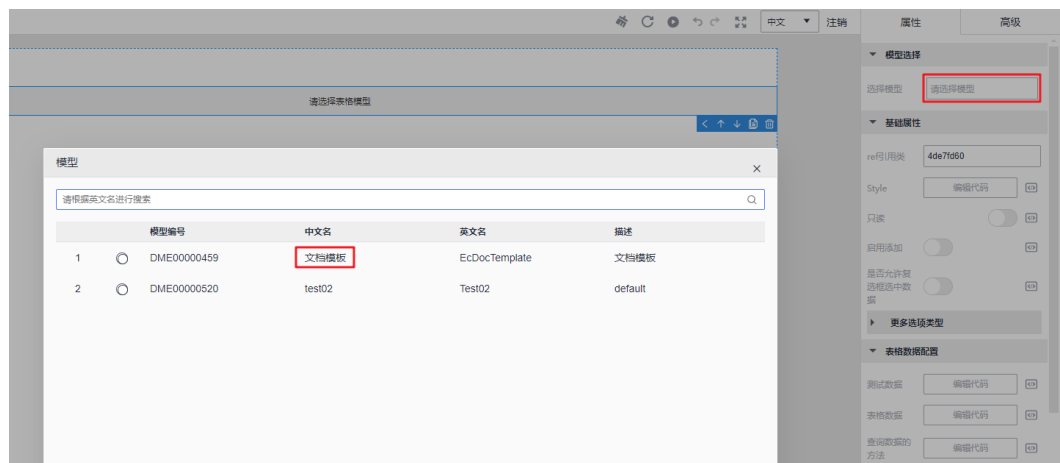 中文 注销 属性 高级
模型选择
选择模型 请选择模型
请选择表格模型
基础属性
模型
ref引用类 4de7fd60
请根据英文名进行搜索
Style 编辑代码
模型编号 中文名 英文名 描述
只读
1 DME00000459 文档模板 EcDocTemplate 文档模板
启用添加
2 DME00000520 test02 Test02 default
是否允许复
选框选中数
据
更多选项类型
表格数据配置
测试数据 编辑代码
表格数据 编辑代码
查询数据的
方法 编辑代码